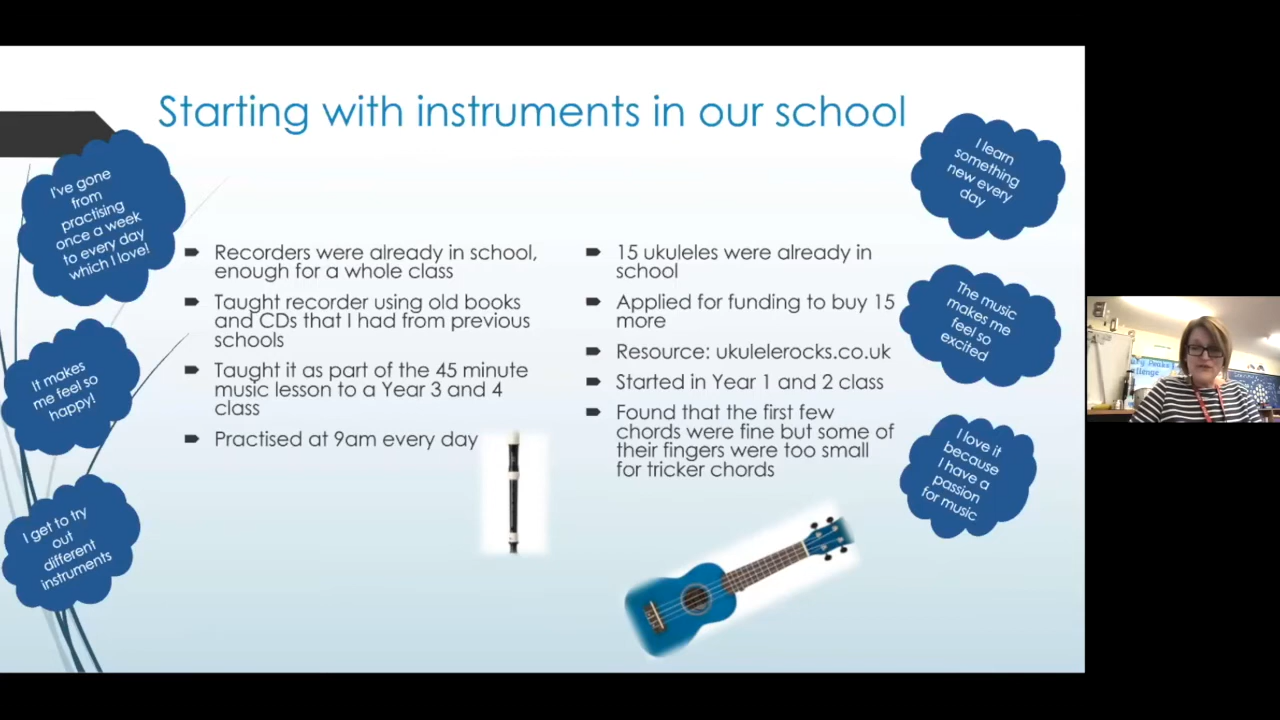 Starting with instruments in our school
I've gone
from
practising
once a week
to every day
which I love!
It makes
me feel so
happy!
I get to try
out
different
instruments
Recorders were already in school,
enough for a whole class
Taught recorder using old books
and CDs that I had from previous
schools
Taught it as part of the 45 minute
music lesson to a Year 3 and 4
class
Practised at 9am every day
15 ukuleles were already in
school
Applied for funding to buy 15
more
Resource: ukulelerocks.co.uk
Started in Year 1 and 2 class
Found that the first few
chords were fine but some of
their fingers were too small
for tricker chords
I learn
something
new every
day
The music
makes me
feel so
excited
I love it
because
I have a
passion
for music